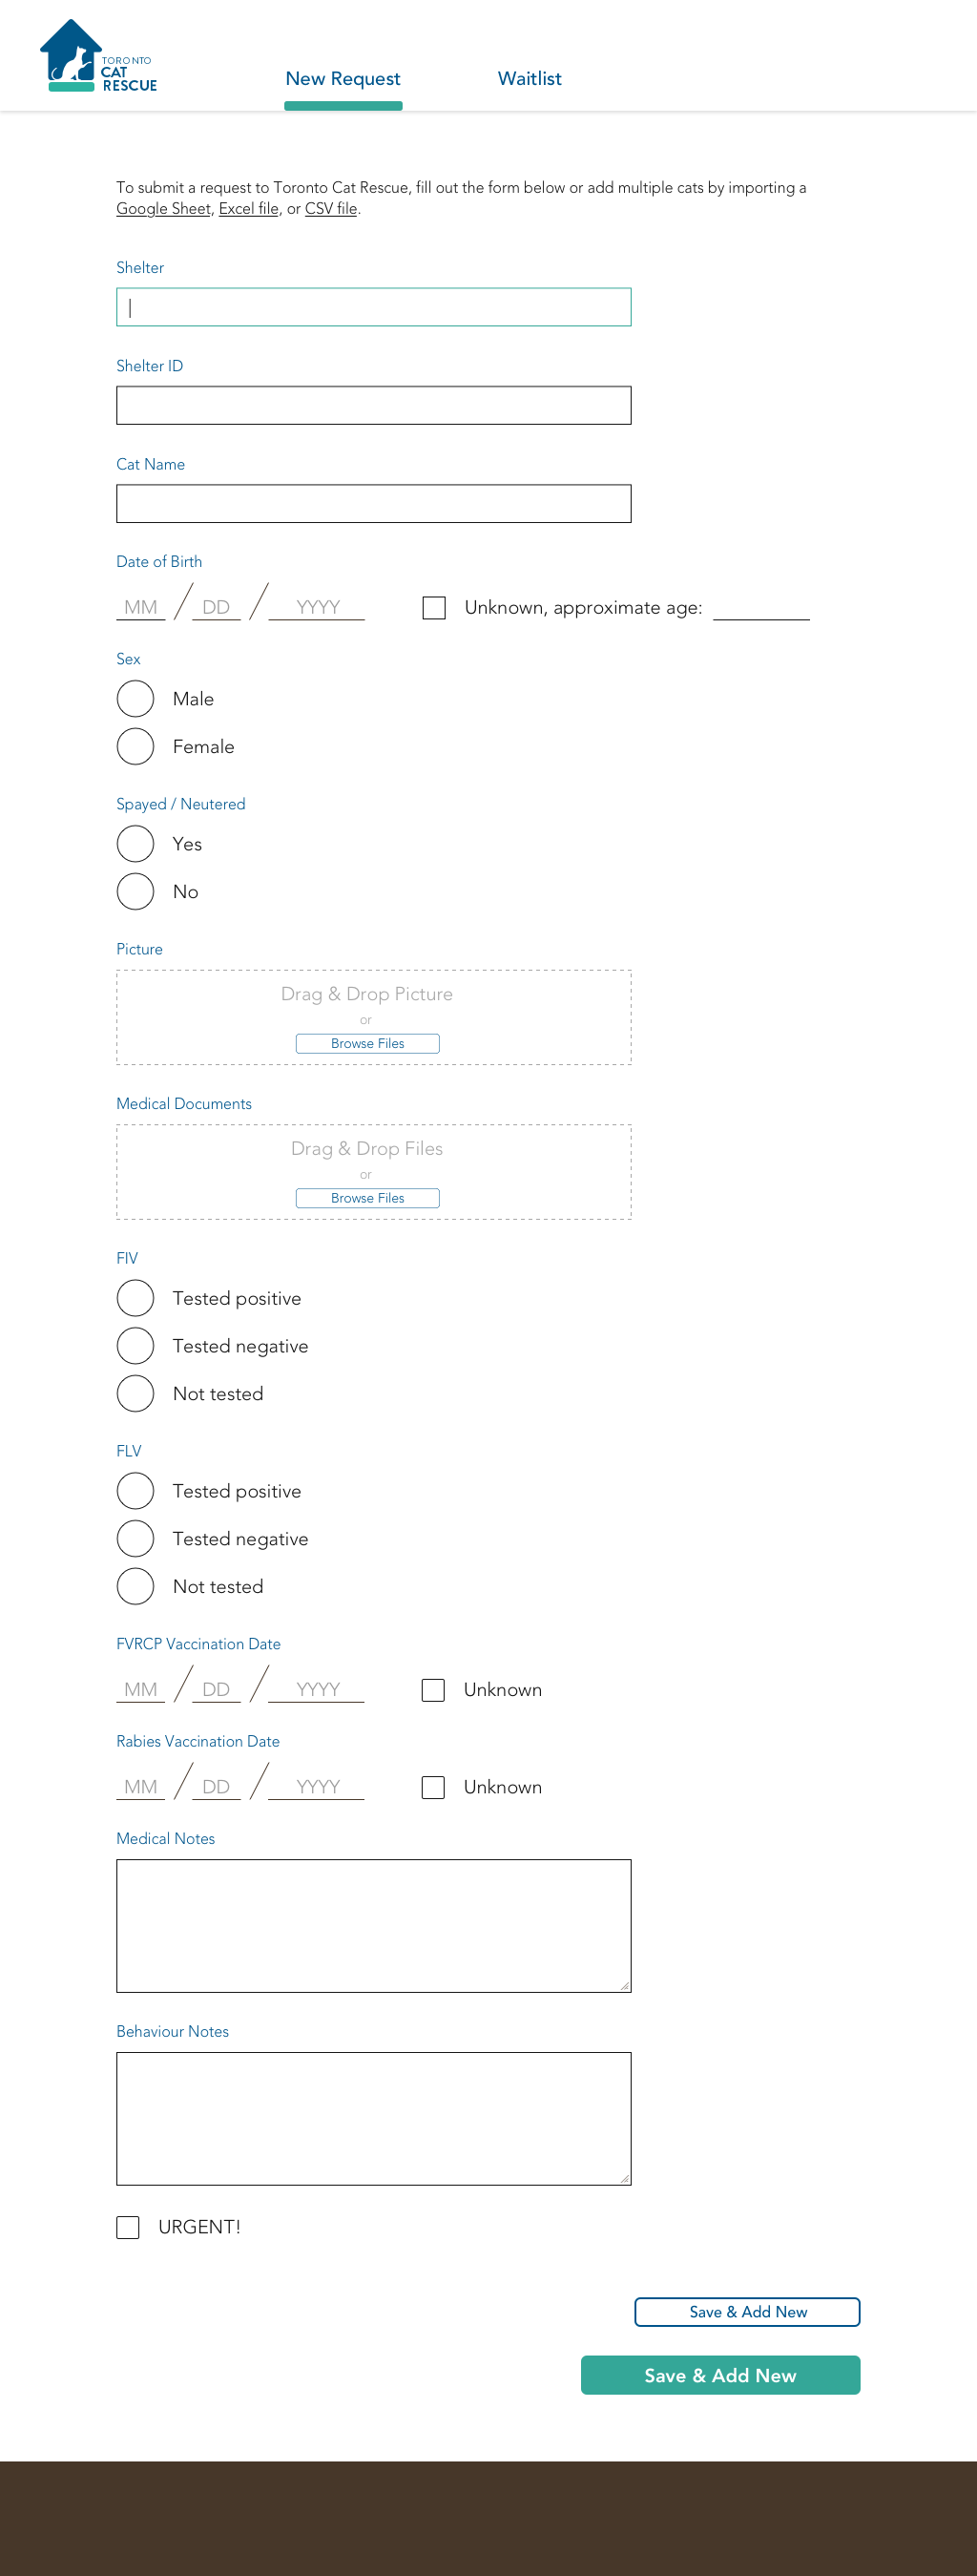 TORONTO
CAT
RESCUE
New Request
Waitlist
To submit a request to Toronto Cat Rescue, fill out the form below or add multiple cats by importing a
Google Sheet, Excel file, or CSV file.
Shelter
Shelter ID
Cat Name
Date of Birth
MM / DD / YYYY
Unknown, approximate age:
Sex
Male
Female
Spayed / Neutered
Yes
No
Picture
Drag & Drop Picture
or
Browse Files
Medical Documents
Drag & Drop Files
or
Browse Files
FIV
Tested positive
Tested negative
Not tested
FLV
Tested positive
Tested negative
Not tested
FVRCP Vaccination Date
MM / DD / YYYY
Unknown
Rabies Vaccination Date
MM / DD / YYYY
Unknown
Medical Notes
Behaviour Notes
URGENT!
Save & Add New
Save & Add New